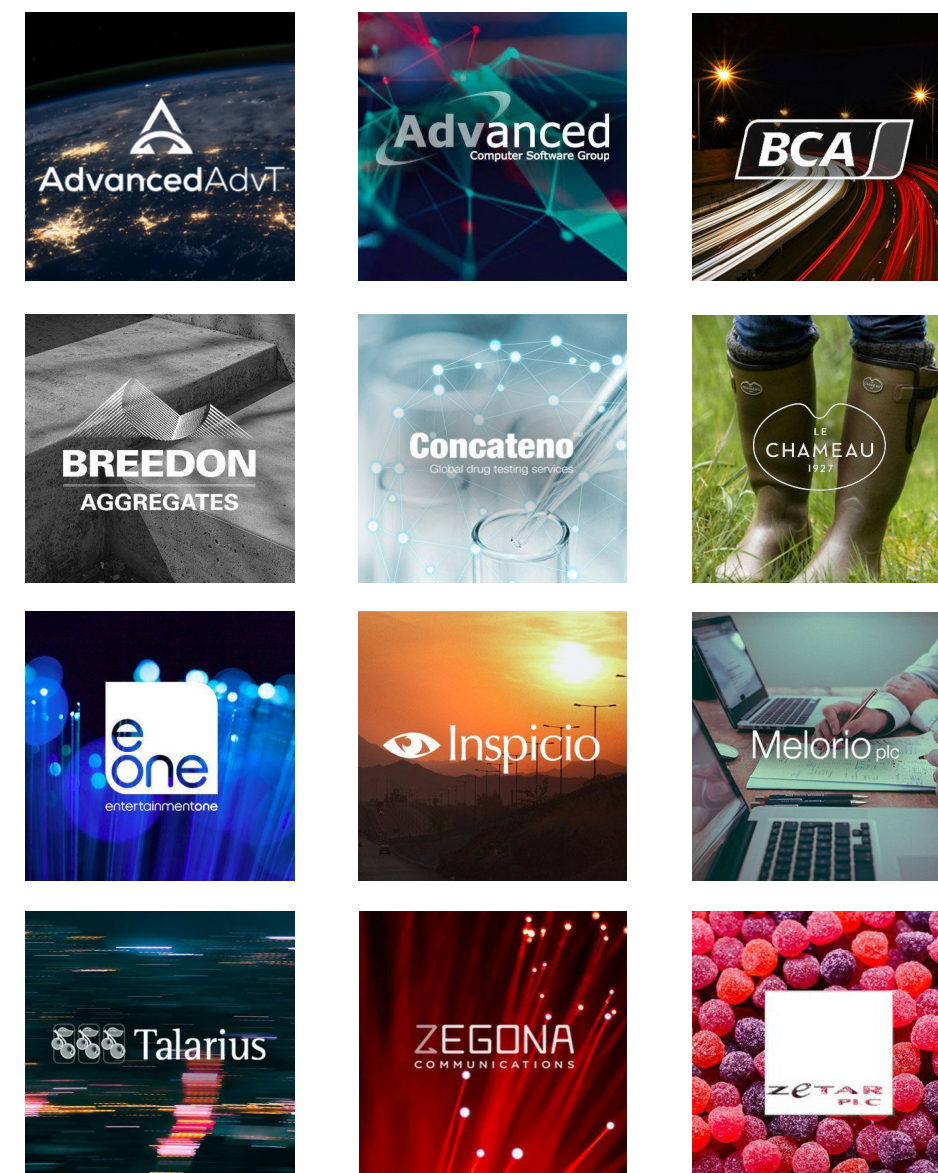 AdvancedAdvT
Advanced
Computer Software Group
BCA
BREEDON
AGGREGATES
Concateno™
Global drug testing services
LE
CHAMEAU
1927
e
one
entertainmentone
Inspicio
Melorio plc
Talarius
ZEGONA
COMMUNICATIONS
ZeTAR
PLC